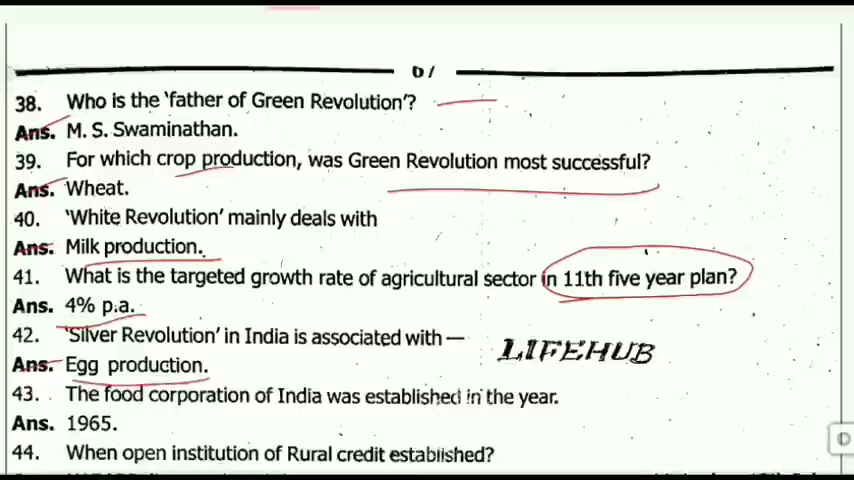 67
38. Who is the 'father of Green Revolution'?
Ans. M. S. Swaminathan.
39. For which crop production, was Green Revolution most successful?
Ans. Wheat.
40. 'White Revolution' mainly deals with
Ans. Milk production.
41. What is the targeted growth rate of agricultural sector in 11th five year plan?
Ans. 4% p.a.
42. 'Silver Revolution' in India is associated with —
LIFEHUB
Ans. Egg production.
43. The food corporation of India was established in the year.
Ans. 1965.
44. When open institution of Rural credit established?